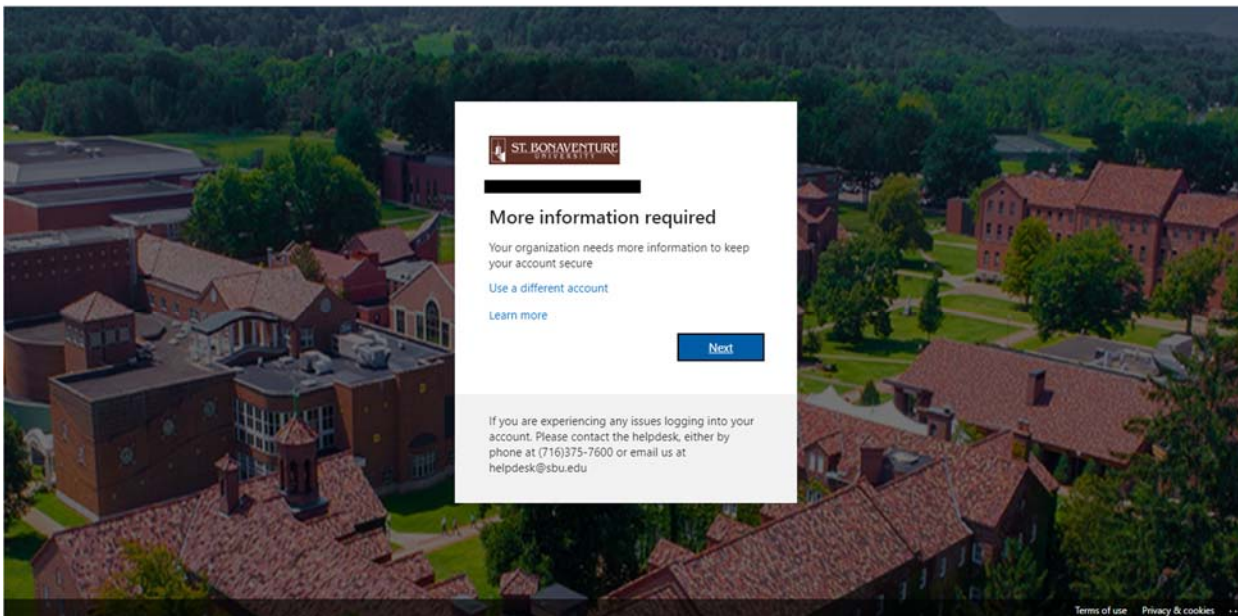 ST. BONAVENTURE
UNIVERSITY
More information required
Your organization needs more information to keep
your account secure
Use a different account
Learn more
Next
If you are experiencing any issues logging into your
account. Please contact the helpdesk, either by
phone at (716)375-7600 or email us at
helpdesk@sbu.edu
Terms of use Privacy & cookies